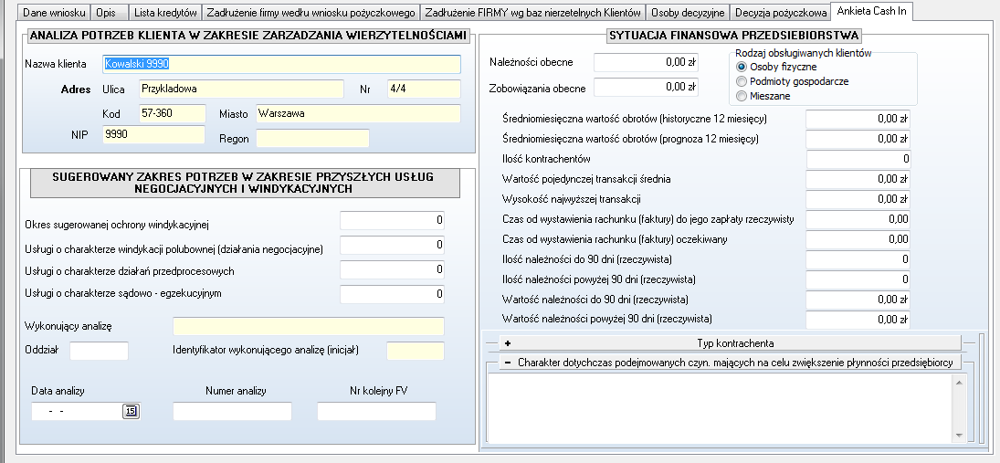 Dane wniosku Opis Lista kredytów Zadłużenie firmy wedłu wniosku pożyczkowego Zadłużenie FIRMY wg baz nierzetelnych Klientów Osoby decyzyjne Decyzja pożyczkowa Ankieta Cash In
ANALIZA POTRZEB KLIENTA W ZAKRESIE ZARZADZANIA WIERZYTELNOŚCIAMI
Nazwa klienta Kowalski 9990
Adres Ulica Przykladowa Nr 4/4
Kod 57-360 Miasto Warszawa
NIP 9990 Regon
SUGEROWANY ZAKRES POTRZEB W ZAKRESIE PRZYSZŁYCH USŁUG
NEGOCJACYJNYCH I WINDYKACYJNYCH
Okres sugerowanej ochrony windykacyjnej 0
Usługi o charakterze windykacji polubownej (działania negocjacyjne) 0
Usługi o charakterze działań przedprocesowych 0
Usługi o charakterze sądowo - egzekucyjnym 0
Wykonujący analizę
Oddział Identyfikator wykonującego analizę (inicjał)
Data analizy Numer analizy Nr kolejny FV
- - 15
SYTUACJA FINANSOWA PRZEDSIEBIORSTWA
Należności obecne 0,00 zł
Zobowiązania obecne 0,00 zł
Rodzaj obsługiwanych klientów
Osoby fizyczne
Podmioty gospodarcze
Mieszane
Średniomiesięczna wartość obrotów (historyczne 12 miesięcy) 0,00 zł
Średniomiesięczna wartość obrotów (prognoza 12 miesięcy) 0,00 zł
Ilość kontrachentów 0
Wartość pojedynczej transakcji średnia 0,00 zł
Wysokość najwyższej transakcji 0,00 zł
Czas od wystawienia rachunku (faktury) do jego zapłaty rzeczywisty 0,00
Czas od wystawienia rachunku (faktury) oczekiwany 0,00
Ilość należności do 90 dni (rzeczywista) 0
Ilość należności powyżej 90 dni (rzeczywista) 0
Wartość należności do 90 dni (rzeczywista) 0,00 zł
Wartość należności powyżej 90 dni (rzeczywista) 0,00 zł
+ Typ kontrachenta
- Charakter dotychczas podejmowanych czyn. mających na celu zwiększenie płynności przedsiębiorcy